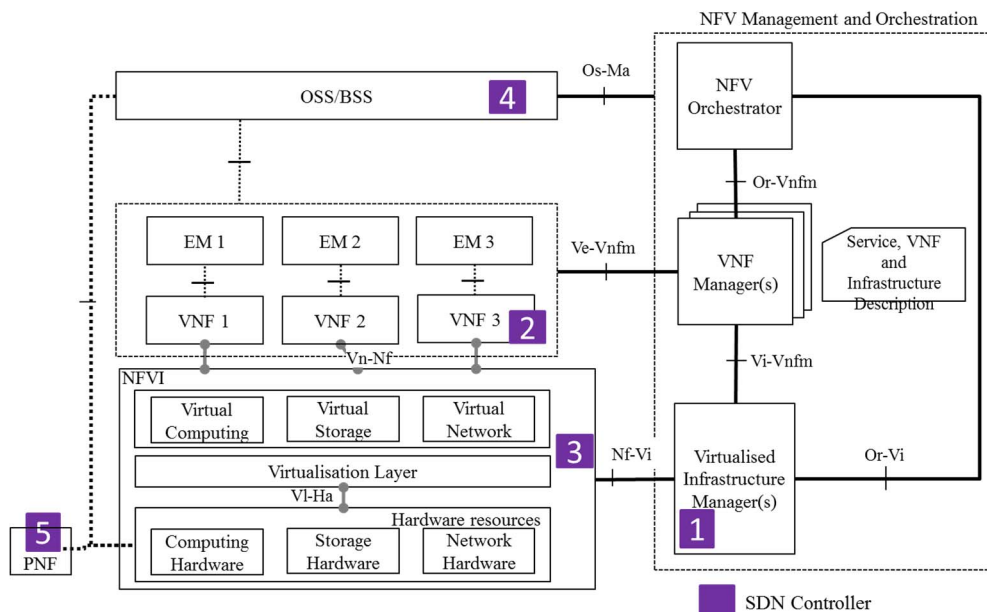 NFV Management and Orchestration
OSS/BSS
4
Os-Ma
NFV
Orchestrator
Or-Vnfm
EM 1
EM 2
EM 3
Ve-Vnfm
VNF
Manager(s)
Service, VNF
and
Infrastructure
Description
VNF 1
VNF 2
VNF 3
2
Vn-Nf
Vi-Vnfm
NFVI
Virtual
Computing
Virtual
Storage
Virtual
Network
3
Nf-Vi
Virtualised
Infrastructure
Manager(s)
1
Or-Vi
Virtualisation Layer
Vl-Ha
Hardware resources
Computing
Hardware
Storage
Hardware
Network
Hardware
5
PNF
SDN Controller